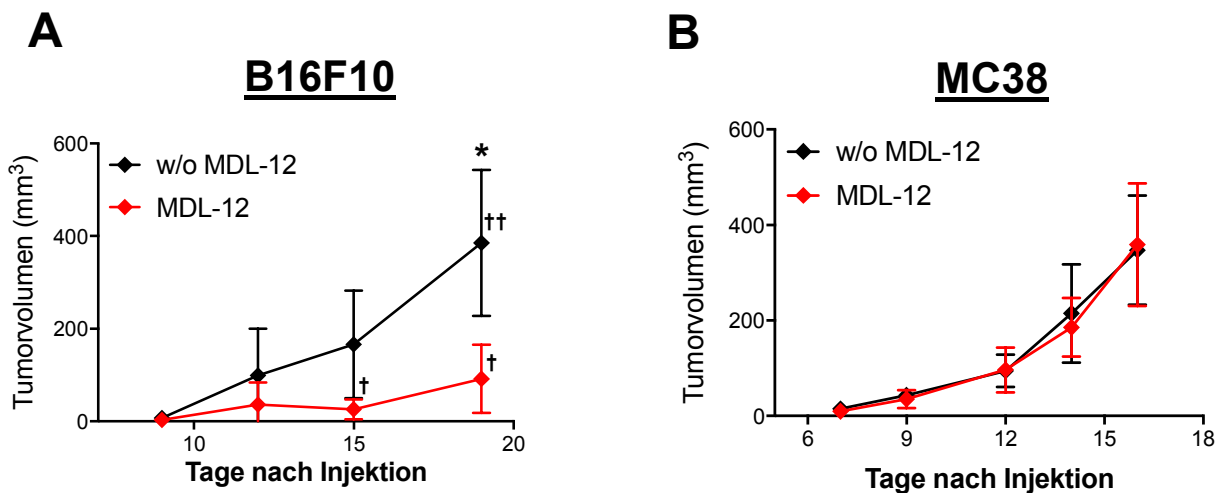 A
B16F10
Tumorvolumen (mm³)
600
400
200
0
w/o MDL-12
MDL-12
*
††
†
†
10
15
20
Tage nach Injektion
B
MC38
Tumorvolumen (mm³)
600
400
200
0
w/o MDL-12
MDL-12
6
9
12
15
18
Tage nach Injektion